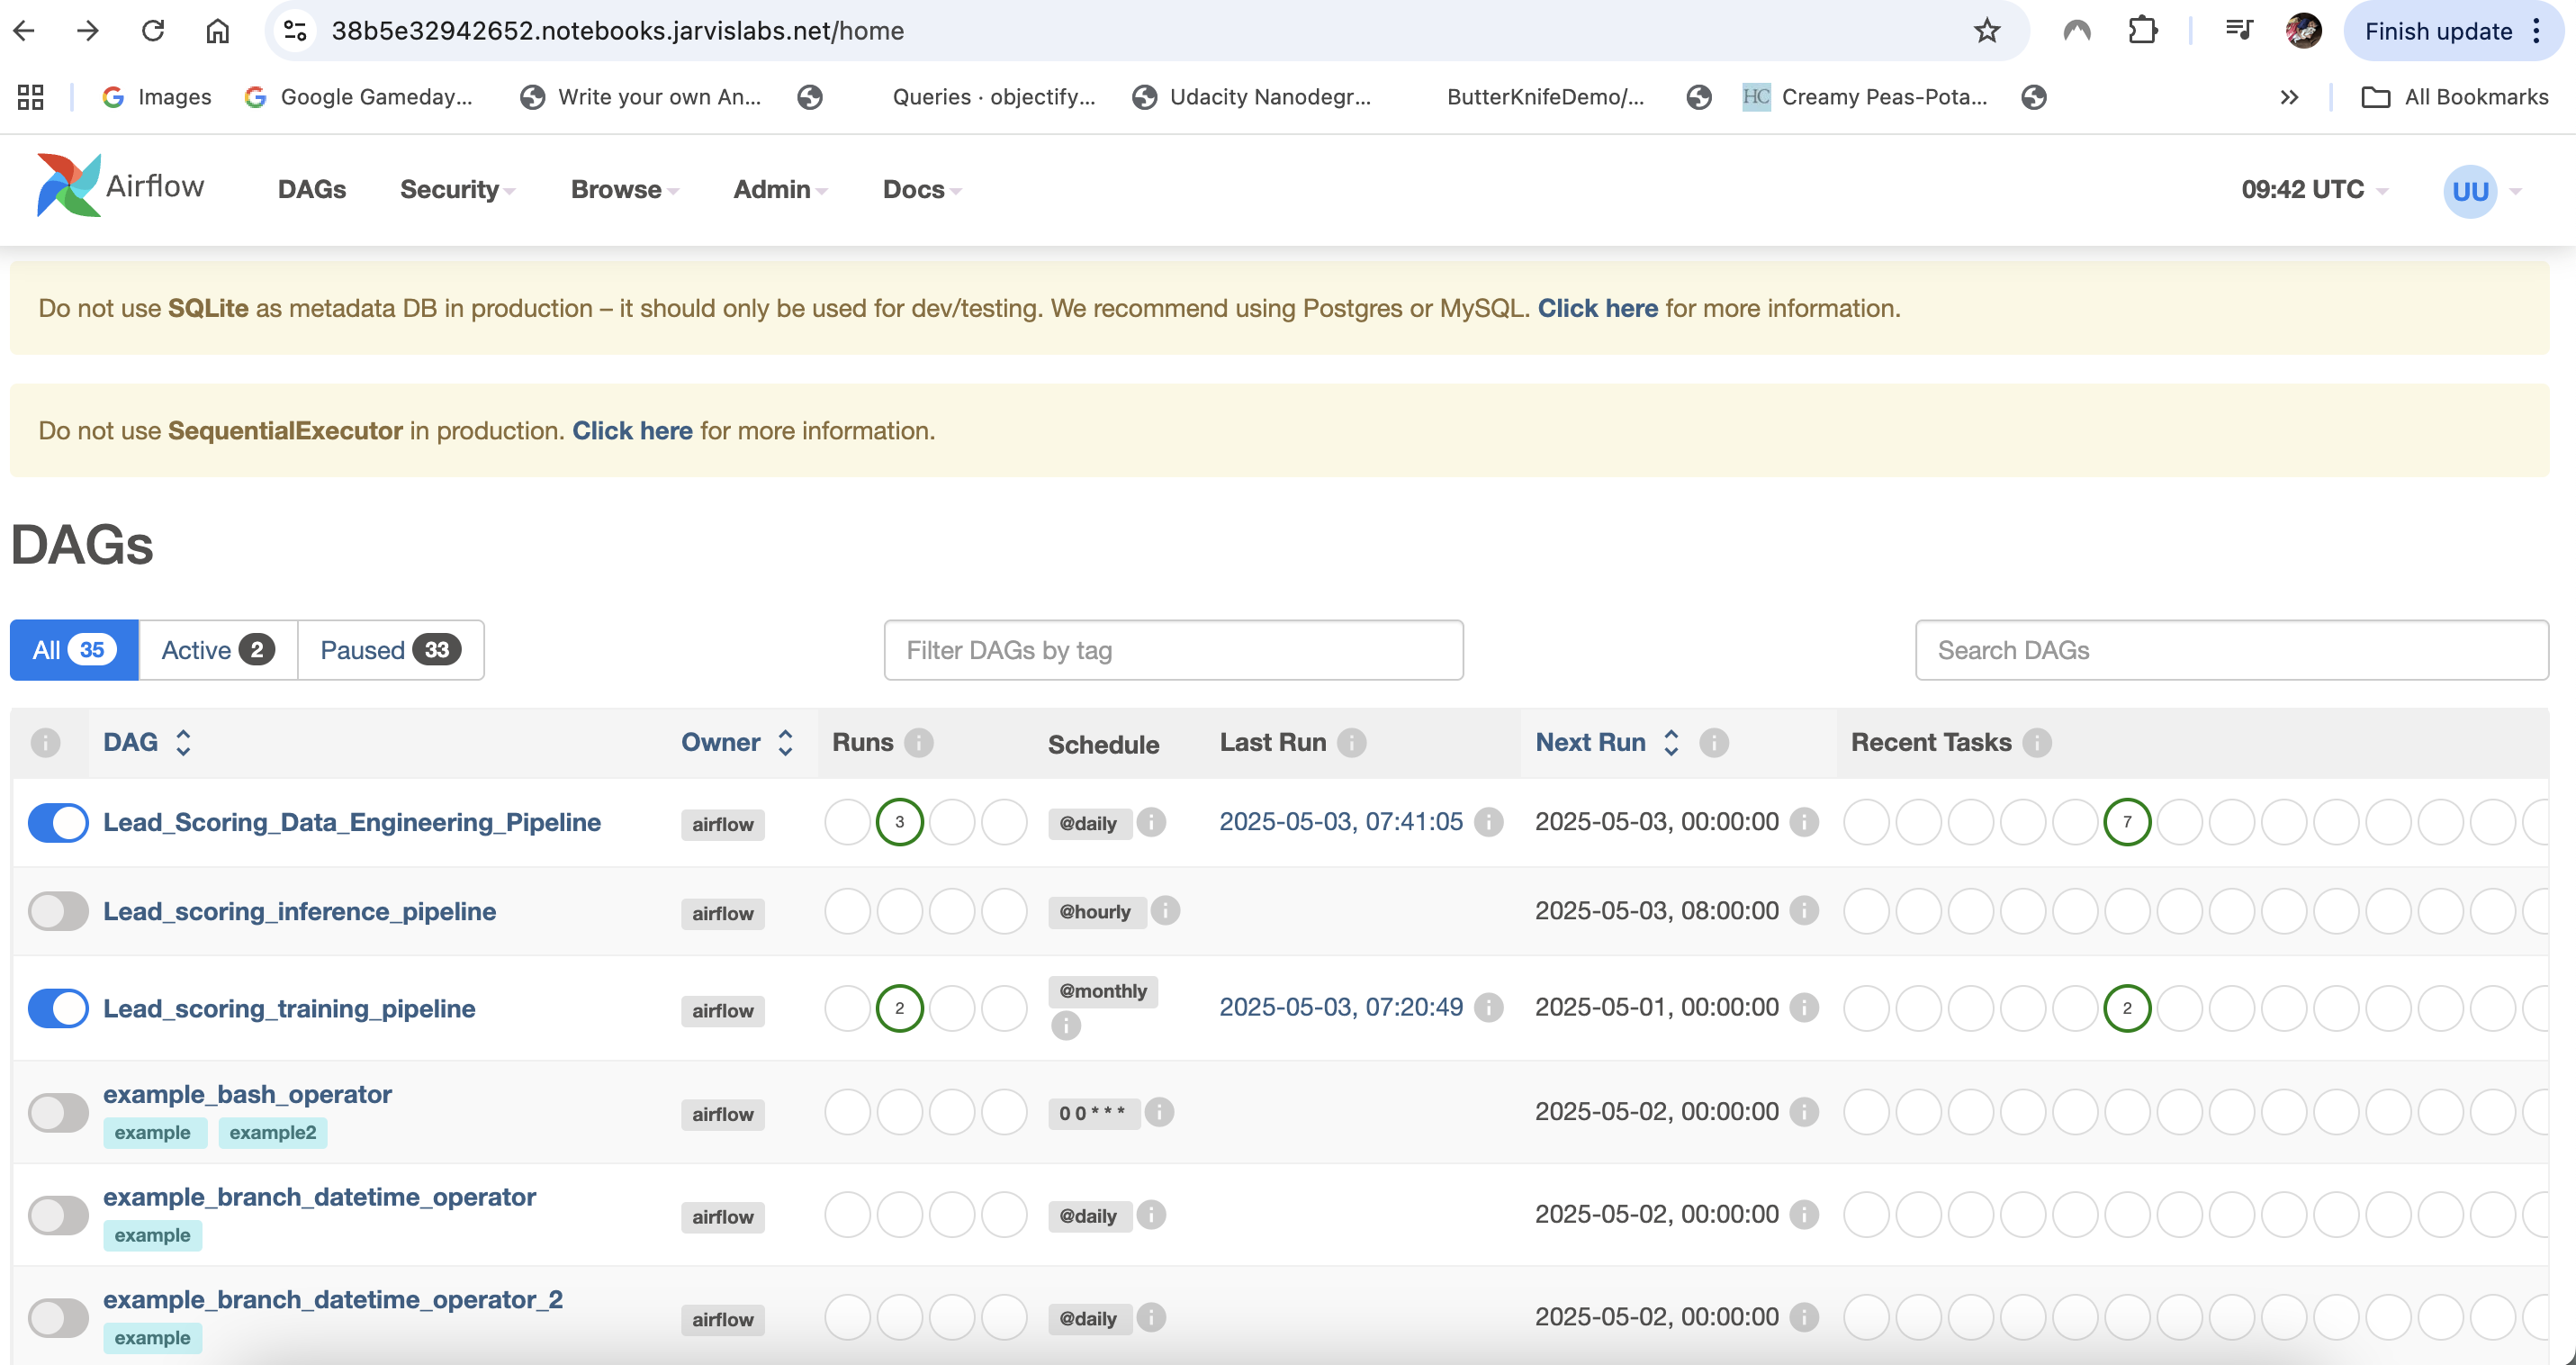 38b5e32942652.notebooks.jarvislabs.net/home
Finish update
Images Google Gameday... Write your own An... Queries · objectify... Udacity Nanodegr... ButterKnifeDemo/... HC Creamy Peas-Pota... All Bookmarks
Airflow DAGs Security Browse Admin Docs 09:42 UTC UU
Do not use SQLite as metadata DB in production – it should only be used for dev/testing. We recommend using Postgres or MySQL. Click here for more information.
Do not use SequentialExecutor in production. Click here for more information.
DAGs
All 35 Active 2 Paused 33 Filter DAGs by tag Search DAGs
i DAG Owner Runs i Schedule Last Run i Next Run i Recent Tasks i
Lead_Scoring_Data_Engineering_Pipeline airflow 3 @daily i 2025-05-03, 07:41:05 i 2025-05-03, 00:00:00 i 7
Lead_scoring_inference_pipeline airflow @hourly i 2025-05-03, 08:00:00 i
Lead_scoring_training_pipeline airflow 2 @monthly i 2025-05-03, 07:20:49 i 2025-05-01, 00:00:00 i 2
example_bash_operator airflow 0 0 * * * i 2025-05-02, 00:00:00 i
example example2
example_branch_datetime_operator airflow @daily i 2025-05-02, 00:00:00 i
example
example_branch_datetime_operator_2 airflow @daily i 2025-05-02, 00:00:00 i
example